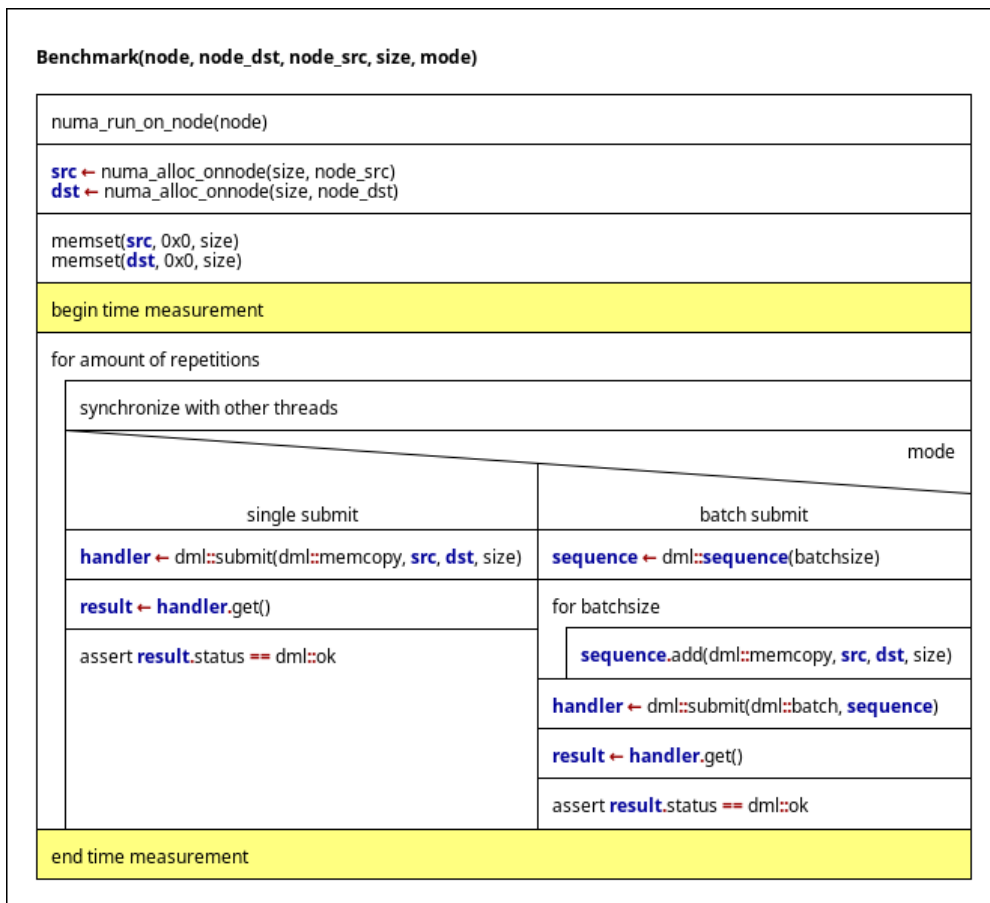 Benchmark(node, node_dst, node_src, size, mode)
numa_run_on_node(node)
src ← numa_alloc_onnode(size, node_src)
dst ← numa_alloc_onnode(size, node_dst)
memset(src, 0x0, size)
memset(dst, 0x0, size)
begin time measurement
for amount of repetitions
synchronize with other threads
mode
single submit
handler ← dml::submit(dml::memcopy, src, dst, size)
result ← handler.get()
assert result.status == dml::ok
batch submit
sequence ← dml::sequence(batchsize)
for batchsize
sequence.add(dml::memcopy, src, dst, size)
handler ← dml::submit(dml::batch, sequence)
result ← handler.get()
assert result.status == dml::ok
end time measurement